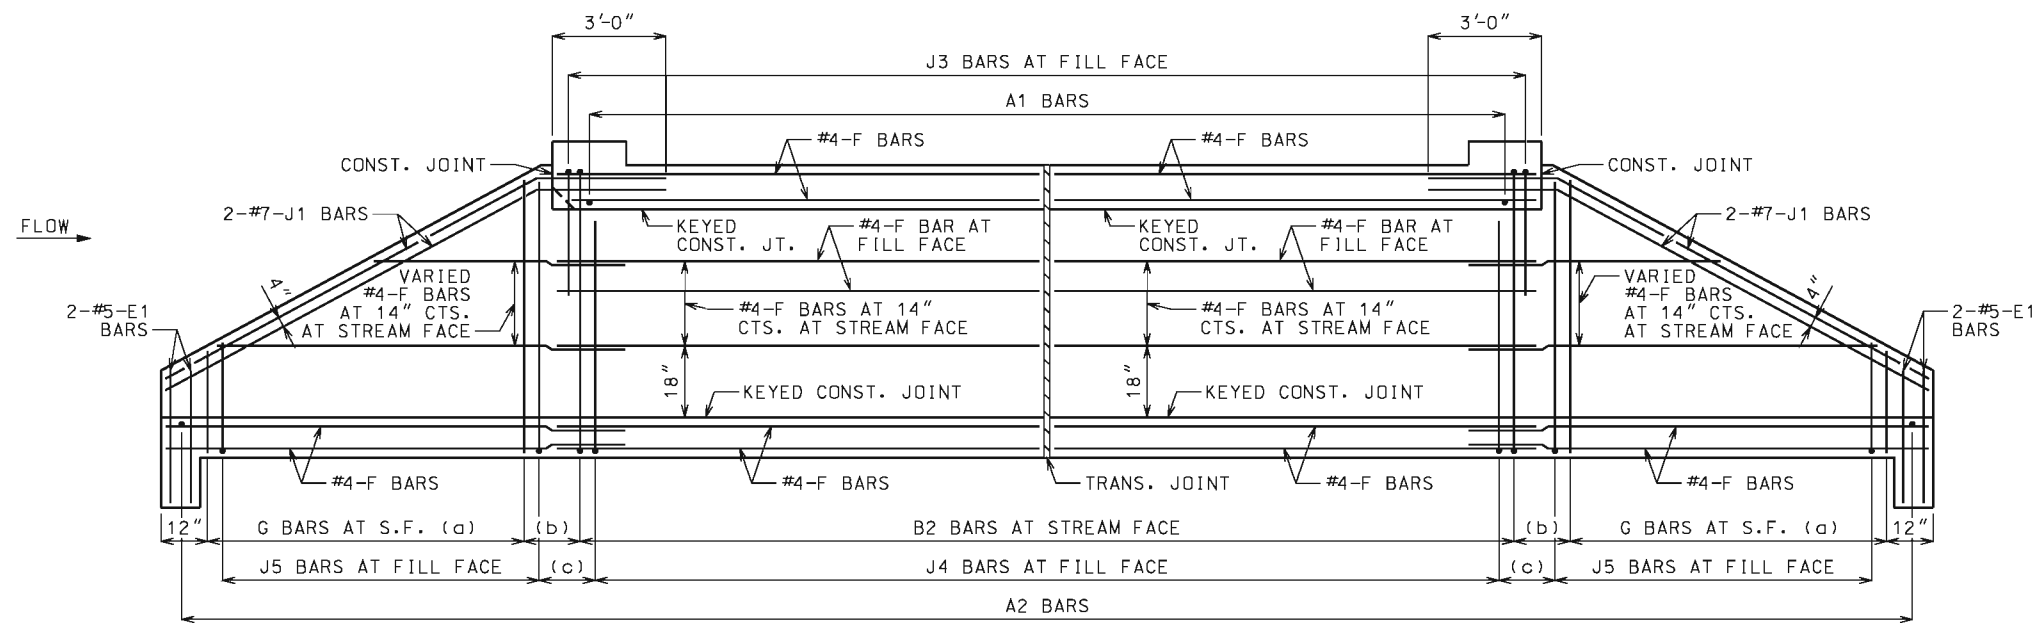 3'-0"
3'-0"
J3 BARS AT FILL FACE
A1 BARS
#4-F BARS
#4-F BARS
CONST. JOINT
CONST. JOINT
2-#7-J1 BARS
2-#7-J1 BARS
FLOW
KEYED
CONST. JT.
#4-F BAR AT
FILL FACE
KEYED
CONST. JT.
#4-F BAR AT
FILL FACE
4"
VARIED
#4-F BARS
AT 14" CTS.
AT STREAM FACE
#4-F BARS AT 14"
CTS. AT STREAM FACE
#4-F BARS AT 14"
CTS. AT STREAM FACE
VARIED
#4-F BARS
AT 14" CTS.
AT STREAM FACE
4"
2-#5-E1
BARS
2-#5-E1
BARS
18"
KEYED CONST. JOINT
18"
KEYED CONST. JOINT
#4-F BARS
#4-F BARS
TRANS. JOINT
#4-F BARS
#4-F BARS
12"
G BARS AT S.F. (a)
(b)
B2 BARS AT STREAM FACE
(b)
G BARS AT S.F. (a)
12"
J5 BARS AT FILL FACE
(c)
J4 BARS AT FILL FACE
(c)
J5 BARS AT FILL FACE
A2 BARS